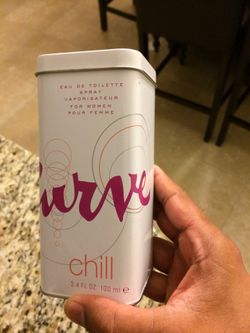 EAU DE TOILETTE
SPRAY
VAPORISATEUR
FOR WOMEN
POUR FEMME
curve
chill
3.4 FL OZ 100 ml e